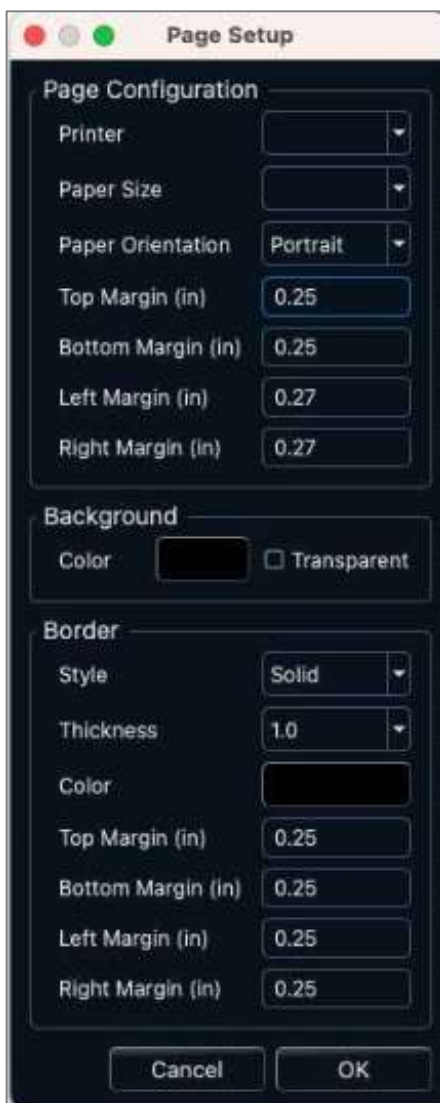 Page Setup
Page Configuration
Printer
Paper Size
Paper Orientation Portrait
Top Margin (in) 0.25
Bottom Margin (in) 0.25
Left Margin (in) 0.27
Right Margin (in) 0.27
Background
Color Transparent
Border
Style Solid
Thickness 1.0
Color
Top Margin (in) 0.25
Bottom Margin (in) 0.25
Left Margin (in) 0.25
Right Margin (in) 0.25
Cancel OK